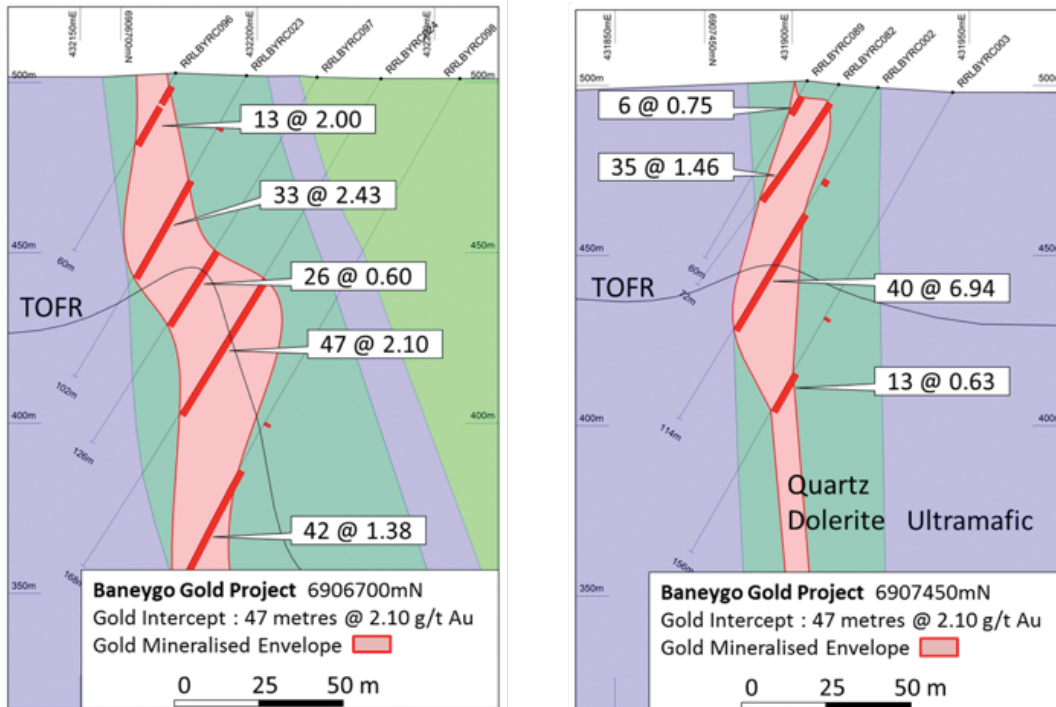 432150mE
6906700mN
432200mE
432250mE
RRLBYRC096
RRLBYRC023
RRLBYRC097
RRLBYRC098
500m
13 @ 2.00
33 @ 2.43
450m
60m
26 @ 0.60
TOFR
47 @ 2.10
102m
400m
126m
42 @ 1.38
168m
350m
Baneygo Gold Project 6906700mN
Gold Intercept : 47 metres @ 2.10 g/t Au
Gold Mineralised Envelope
0 25 50 m
431850mE
6907450mN
431900mE
431950mE
RRLBYRC089
RRLBYRC082
RRLBYRC002
RRLBYRC003
500m
500m
6 @ 0.75
35 @ 1.46
450m
450m
60m
72m
TOFR
40 @ 6.94
13 @ 0.63
400m
400m
114m
Quartz
Dolerite Ultramafic
156m
350m
Baneygo Gold Project 6907450mN
Gold Intercept : 47 metres @ 2.10 g/t Au
Gold Mineralised Envelope
0 25 50 m